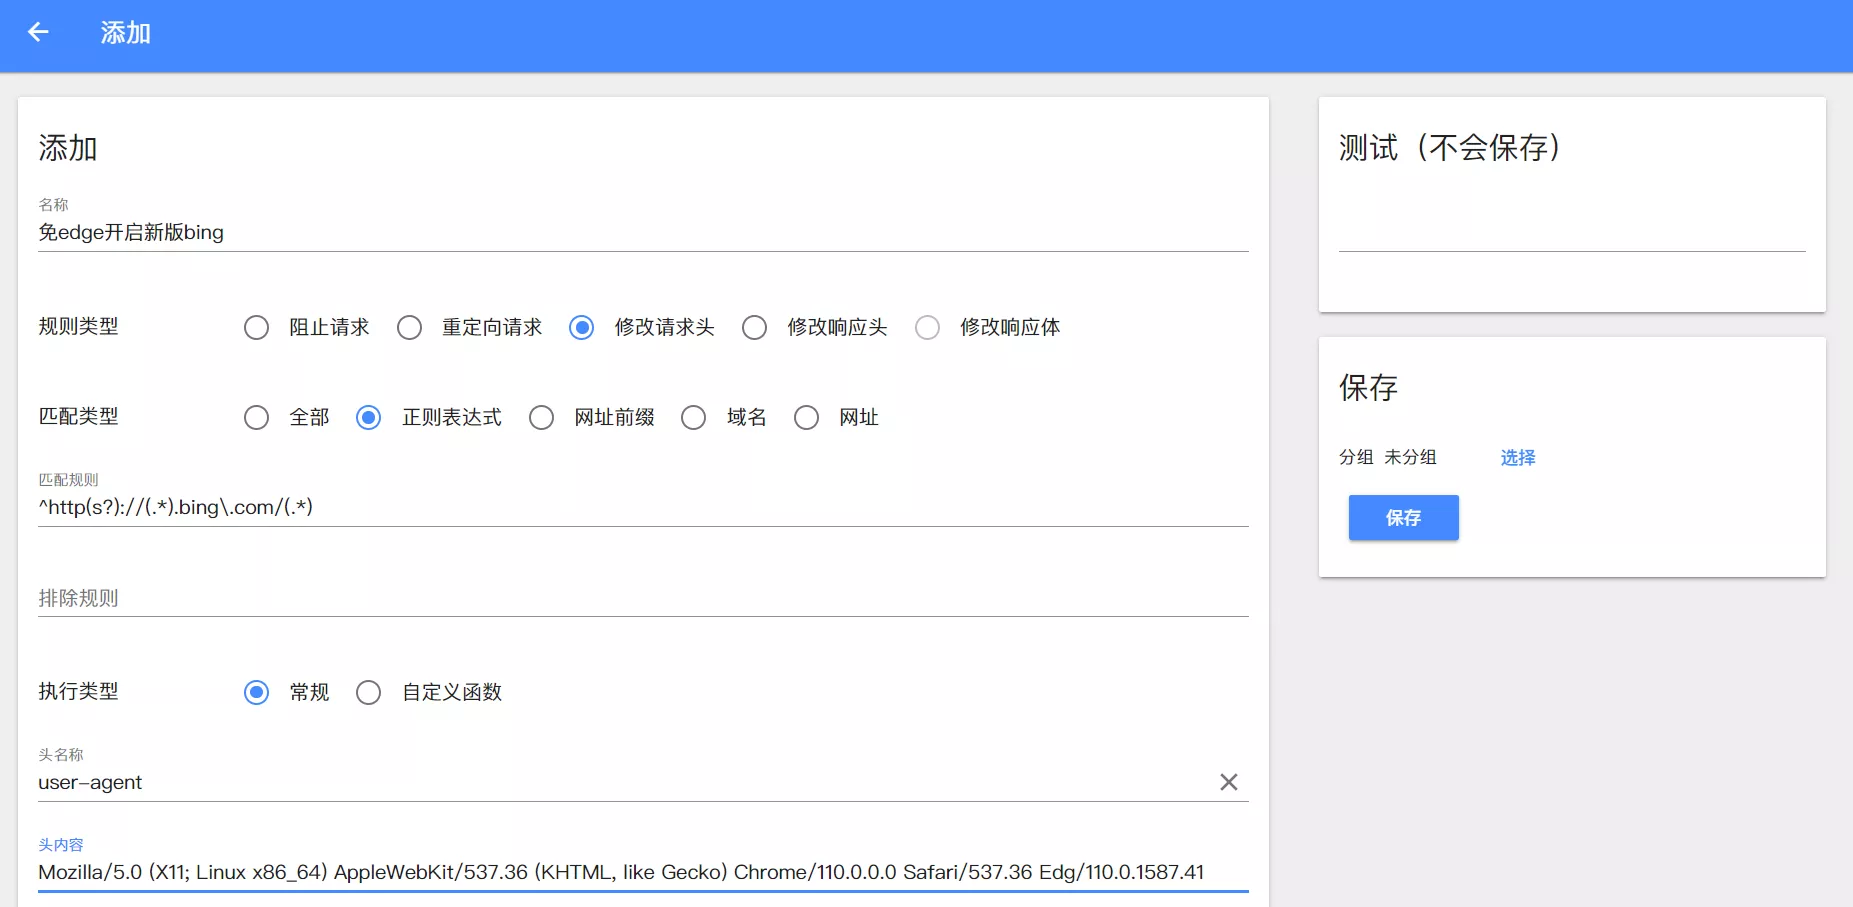 添加
添加
名称
免edge开启新版bing
规则类型 阻止请求 重定向请求 修改请求头 修改响应头 修改响应体
匹配类型 全部 正则表达式 网址前缀 域名 网址
匹配规则
^http(s?)://(.*).bing\.com/(.*)
排除规则
执行类型 常规 自定义函数
头名称
user-agent
头内容
Mozilla/5.0 (X11; Linux x86_64) AppleWebKit/537.36 (KHTML, like Gecko) Chrome/110.0.0.0 Safari/537.36 Edg/110.0.1587.41
测试（不会保存）
保存
分组 未分组 选择
保存